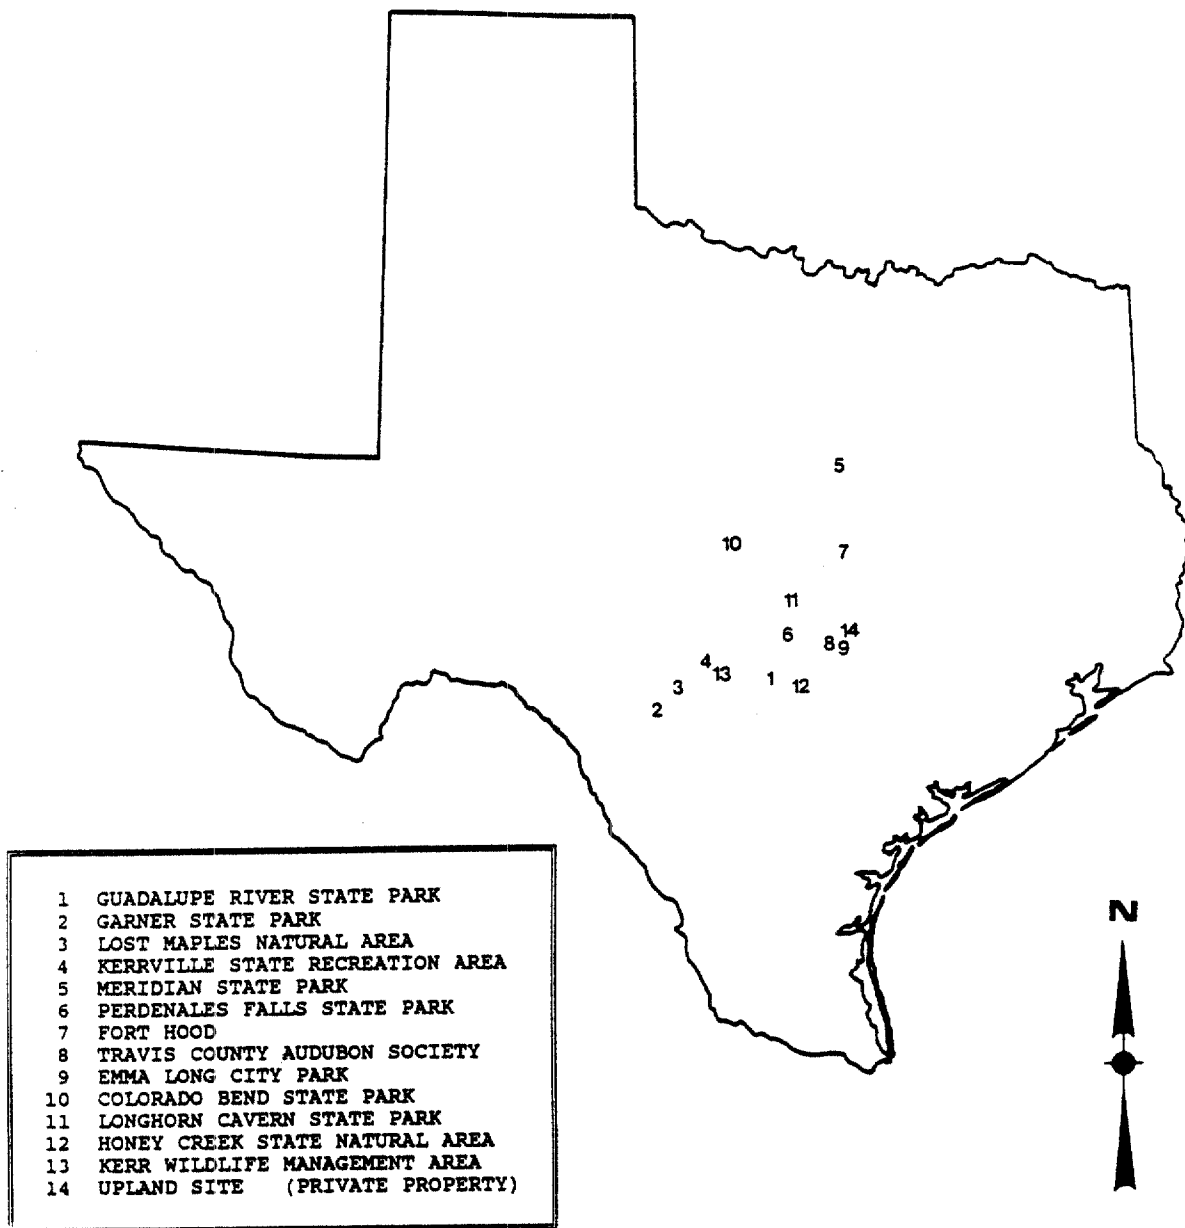 5
10
7
11
6
14
8
9
4
13
1
12
3
2
1 GUADALUPE RIVER STATE PARK
2 GARNER STATE PARK
3 LOST MAPLES NATURAL AREA
4 KERRVILLE STATE RECREATION AREA
5 MERIDIAN STATE PARK
6 PERDENALES FALLS STATE PARK
7 FORT HOOD
8 TRAVIS COUNTY AUDUBON SOCIETY
9 EMMA LONG CITY PARK
10 COLORADO BEND STATE PARK
11 LONGHORN CAVERN STATE PARK
12 HONEY CREEK STATE NATURAL AREA
13 KERR WILDLIFE MANAGEMENT AREA
14 UPLAND SITE (PRIVATE PROPERTY)
N